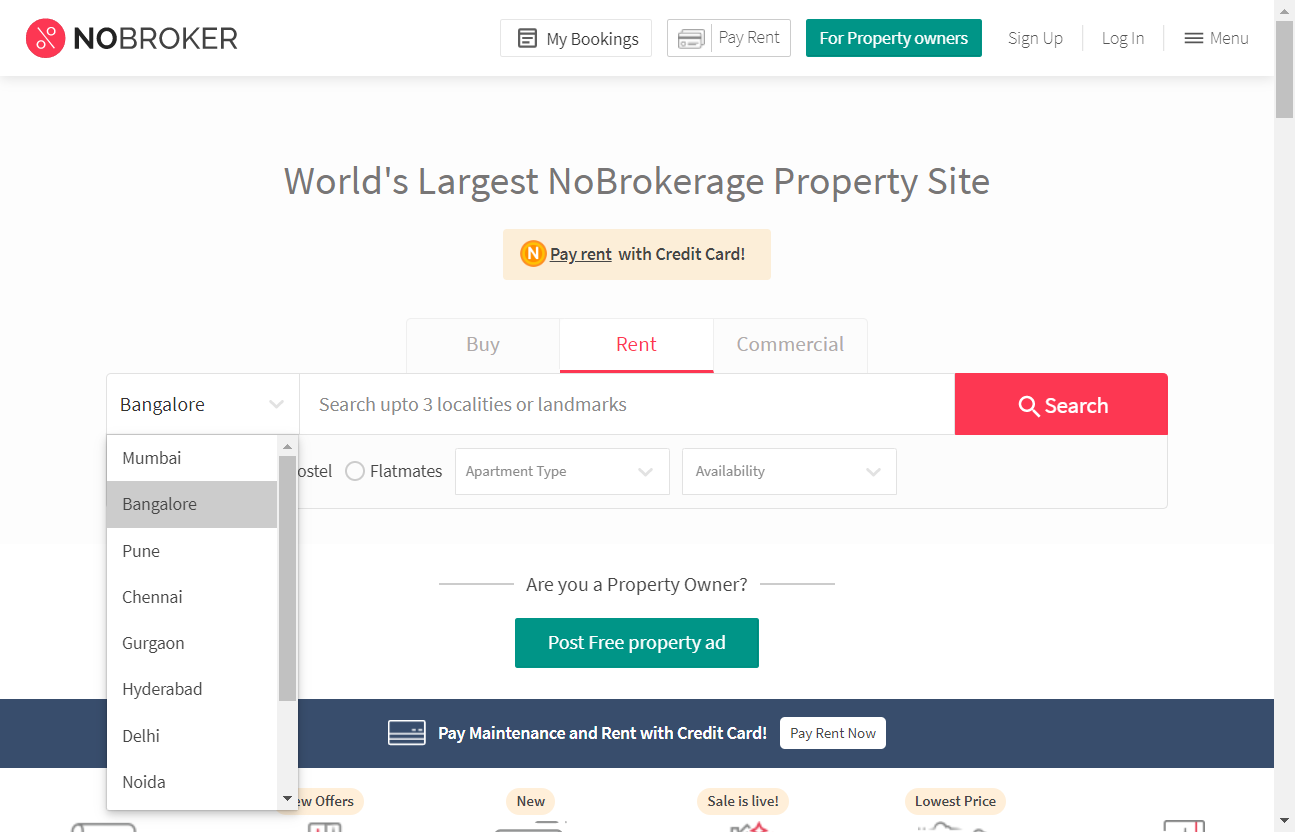 NOBROKER
My Bookings
Pay Rent
For Property owners
Sign Up
Log In
Menu
World's Largest NoBrokerage Property Site
N Pay rent with Credit Card!
Buy
Rent
Commercial
Bangalore
Search upto 3 localities or landmarks
Search
Mumbai
Bangalore
Pune
Chennai
Gurgaon
Hyderabad
Delhi
Noida
Flatmates
Apartment Type
Availability
Are you a Property Owner?
Post Free property ad
Pay Maintenance and Rent with Credit Card!
Pay Rent Now
Offers
New
Sale is live!
Lowest Price